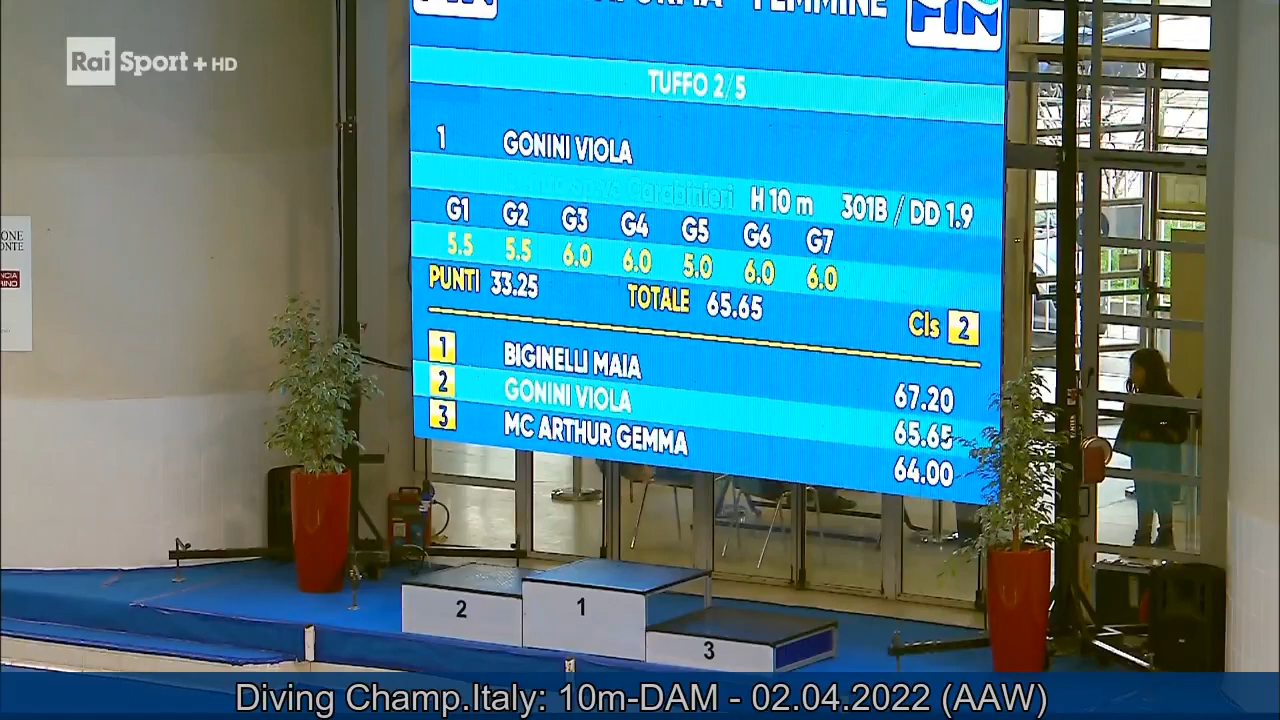 Rai Sport + HD
FEMMINE
FIN
TUFFO 2/5
1 GONINI VIOLA
Carabinieri H 10 m 301B / DD 1.9
G1 G2 G3 G4 G5 G6 G7
5.5 5.5 6.0 6.0 5.0 6.0 6.0
PUNTI 33.25 TOTALE 65.65
Cls 2
1 BIGINELLI MAIA 67.20
2 GONINI VIOLA 65.65
3 MC ARTHUR GEMMA 64.00
2 1 3
Diving Champ.Italy: 10m-DAM - 02.04.2022 (AAW)